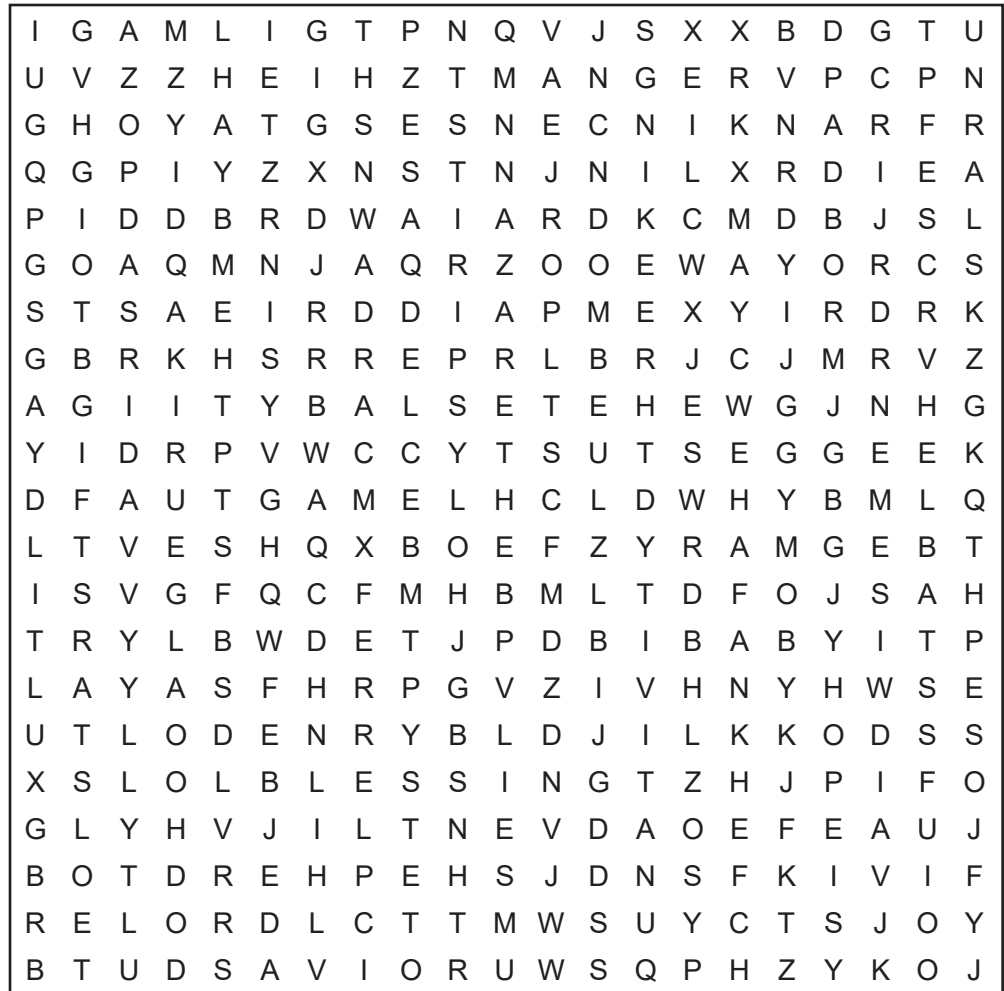 I G A M L I G T P N Q V J S X X B D G T U
U V Z Z H E I H Z T M A N G E R V P C P N
G H O Y A T G S E S N E C N I K N A R F R
Q G P I Y Z X N S T N J N I L X R D I E A
P I D D B R D W A I A R D K C M D B J S L
G O A Q M N J A Q R Z O O E W A Y O R C S
S T S A E I R D D I A P M E X Y I R D R K
G B R K H S R R E P R L B R J C J M R V Z
A G I I T Y B A L S E T E H E W G J N H G
Y I D R P V W C C Y T S U T S E G G E E K
D F A U T G A M E L H C L D W H Y B M L Q
L T V E S H Q X B O E F Z Y R A M G E B T
I S V G F Q C F M H B M L T D F O J S A H
T R Y L B W D E T J P D B I B A B Y I T P
L A Y A S F H R P G V Z I V H N Y H W S E
U T L O D E N R Y B L D J I L K K O D S S
X S L O L B L E S S I N G T Z H J P I F O
G L Y H V J I L T N E V D A O E F E A U J
B O T D R E H P E H S J D N S F K I V I F
R E L O R D L C T T M W S U Y C T S J O Y
B T U D S A V I O R U W S Q P H Z Y K O J